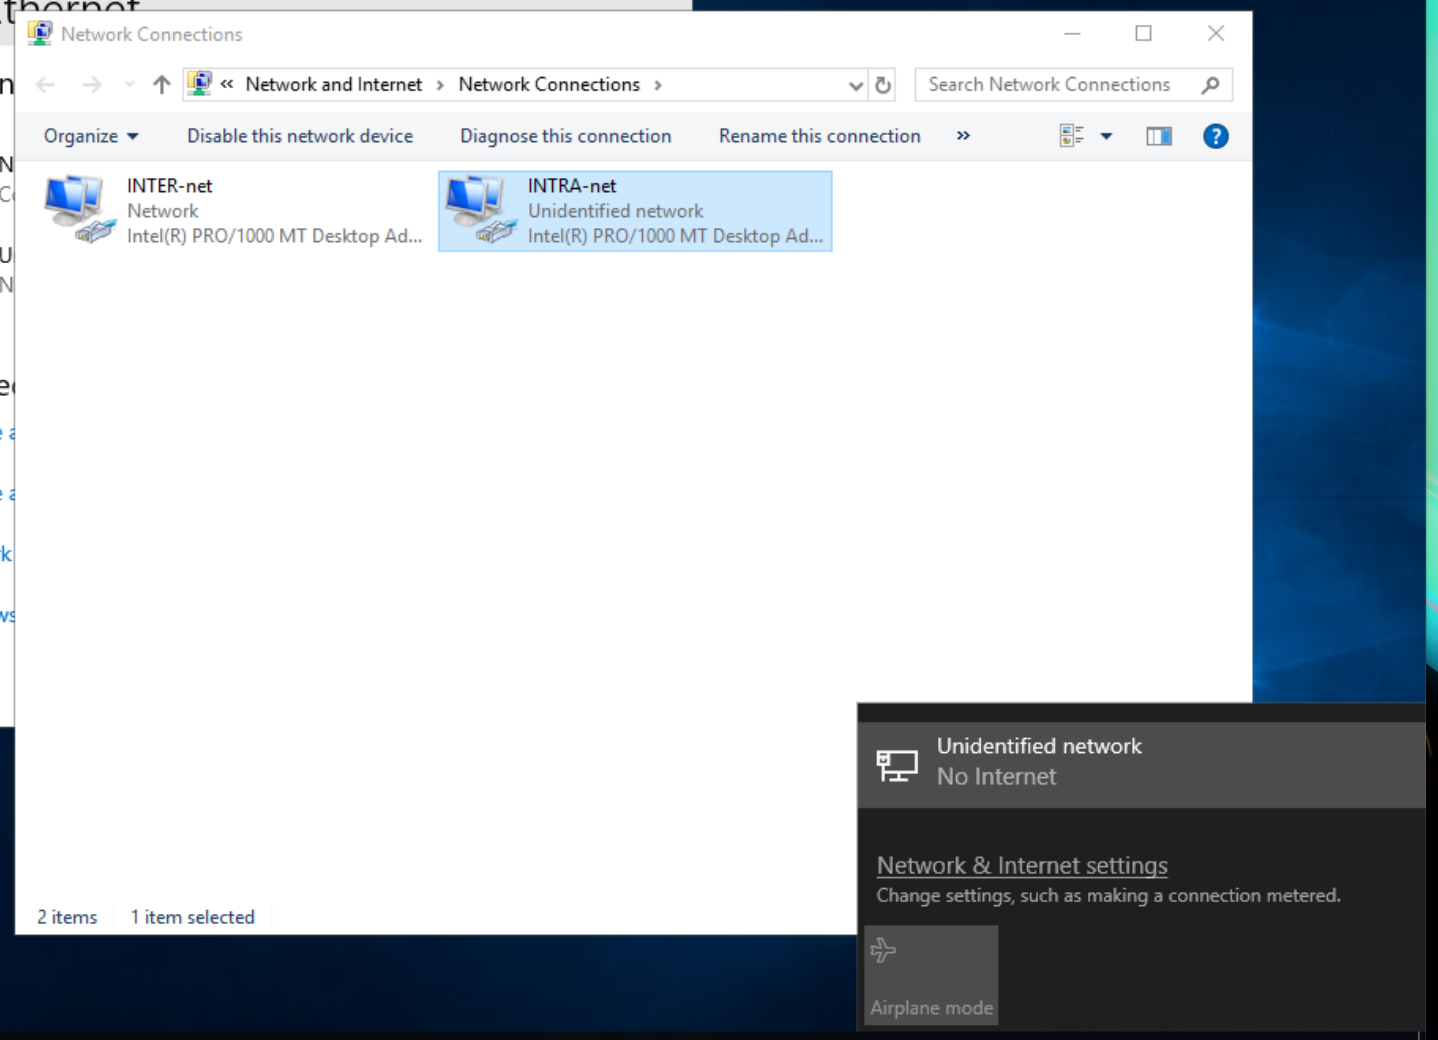 Ethernet
Network Connections
« Network and Internet › Network Connections ›
Search Network Connections
Organize
Disable this network device
Diagnose this connection
Rename this connection
»
?
INTER-net
Network
Intel(R) PRO/1000 MT Desktop Ad...
INTRA-net
Unidentified network
Intel(R) PRO/1000 MT Desktop Ad...
2 items
1 item selected
Unidentified network
No Internet
Network & Internet settings
Change settings, such as making a connection metered.
Airplane mode